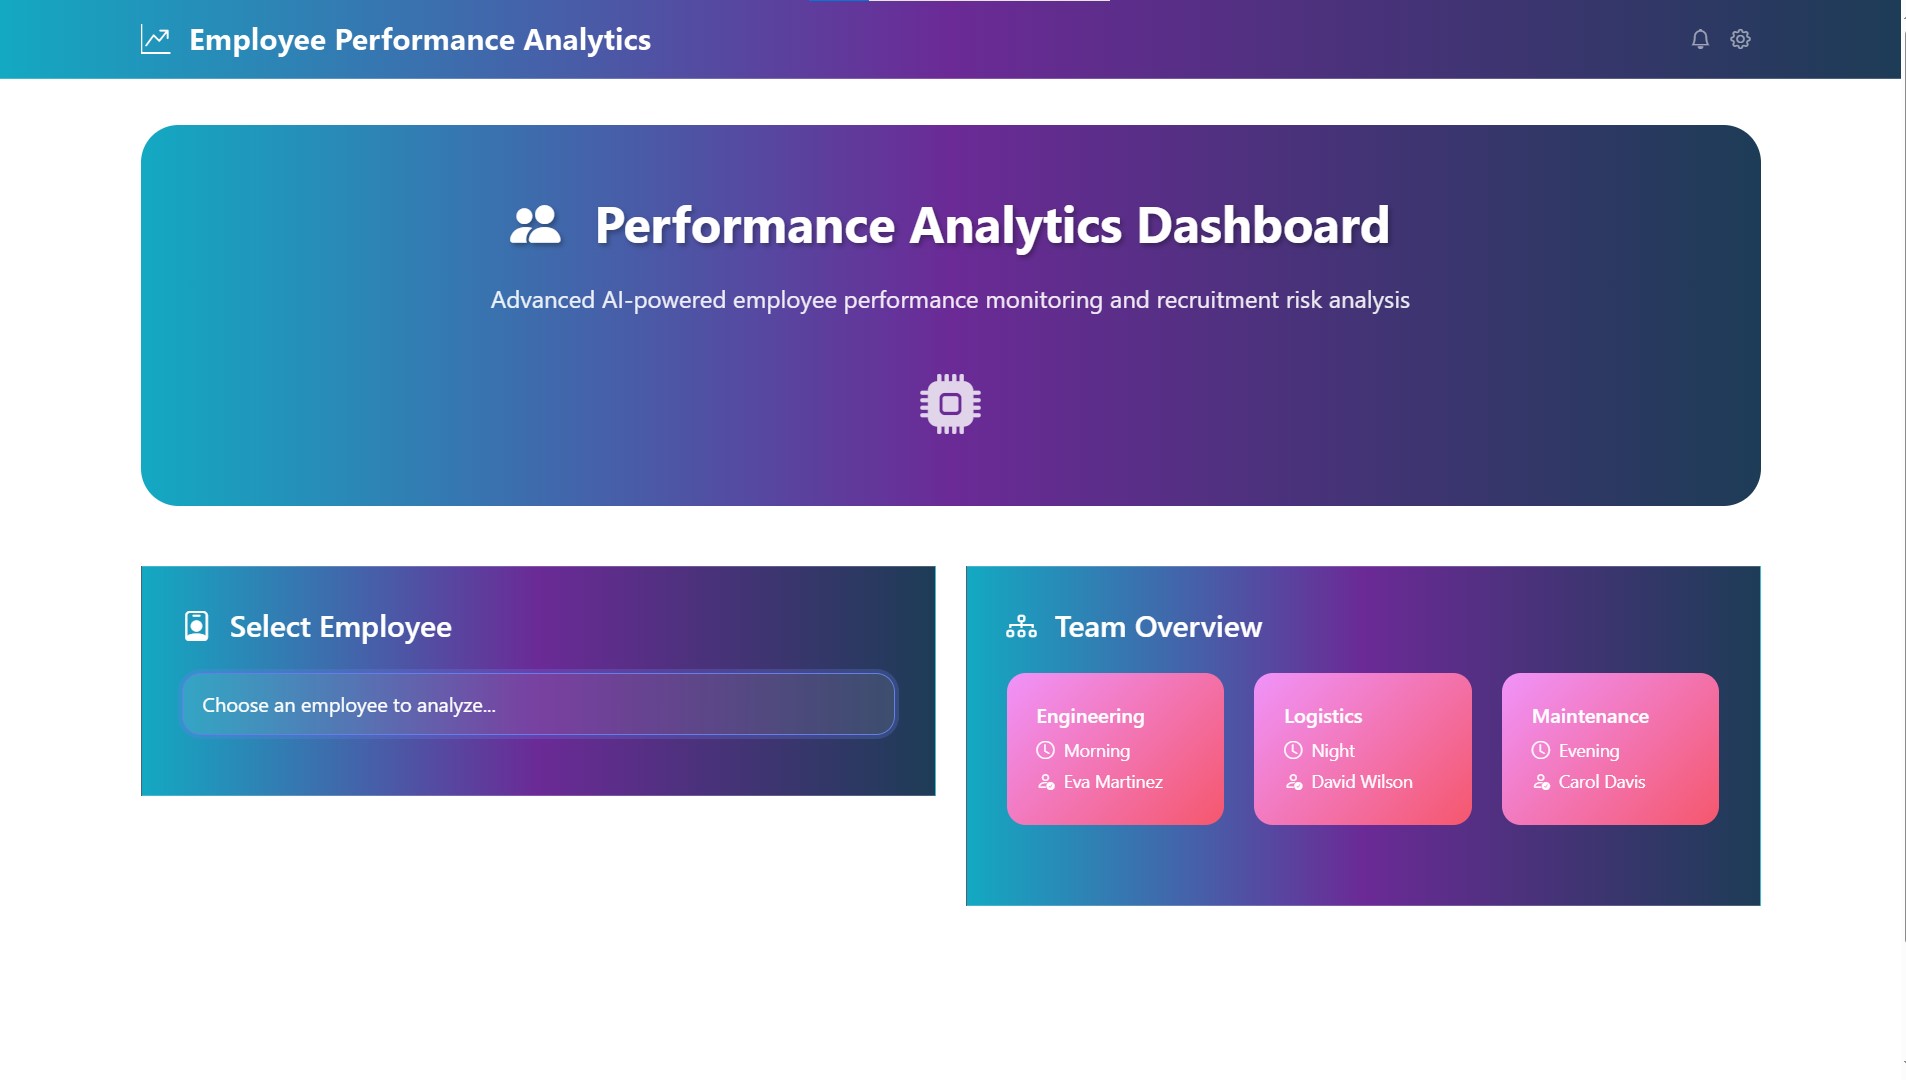 Employee Performance Analytics
Performance Analytics Dashboard
Advanced AI-powered employee performance monitoring and recruitment risk analysis
Select Employee
Choose an employee to analyze...
Team Overview
Engineering
Morning
Eva Martinez
Logistics
Night
David Wilson
Maintenance
Evening
Carol Davis